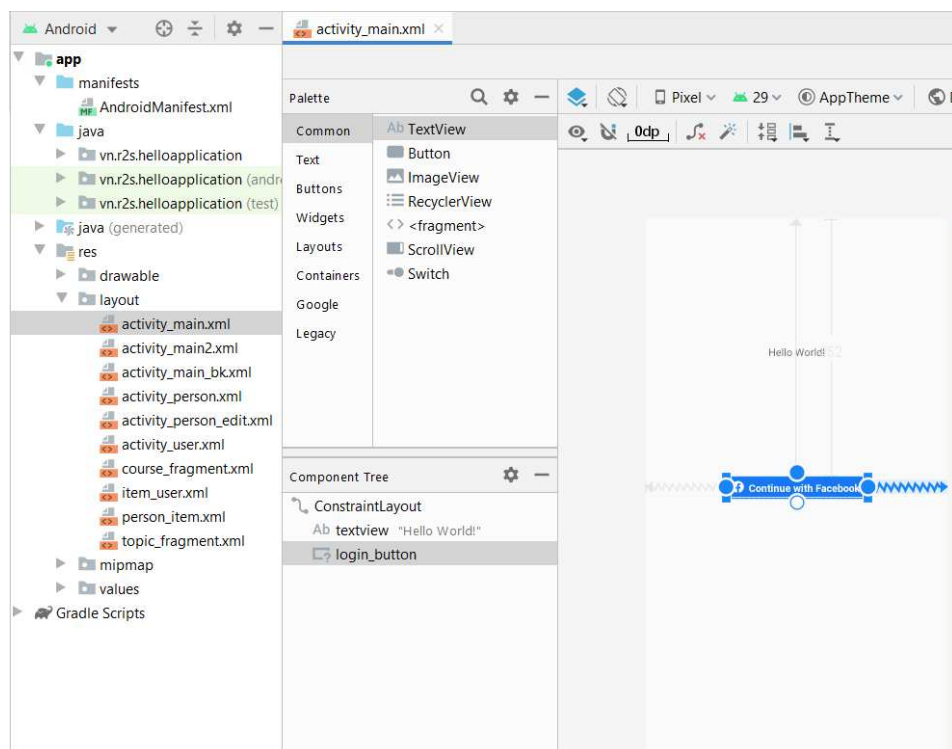 Android
activity_main.xml
app
manifests
AndroidManifest.xml
java
vn.r2s.helloapplication
vn.r2s.helloapplication (andr
vn.r2s.helloapplication (test)
java (generated)
res
drawable
layout
activity_main.xml
activity_main2.xml
activity_main_bk.xml
activity_person.xml
activity_person_edit.xml
activity_user.xml
course_fragment.xml
item_user.xml
person_item.xml
topic_fragment.xml
mipmap
values
Gradle Scripts
Palette
Common
Text
Buttons
Widgets
Layouts
Containers
Google
Legacy
Ab TextView
Button
ImageView
RecyclerView
<fragment>
ScrollView
Switch
Component Tree
ConstraintLayout
Ab textview "Hello World!"
login_button
Pixel 29 AppTheme
0dp
Hello World!
Continue with Facebook